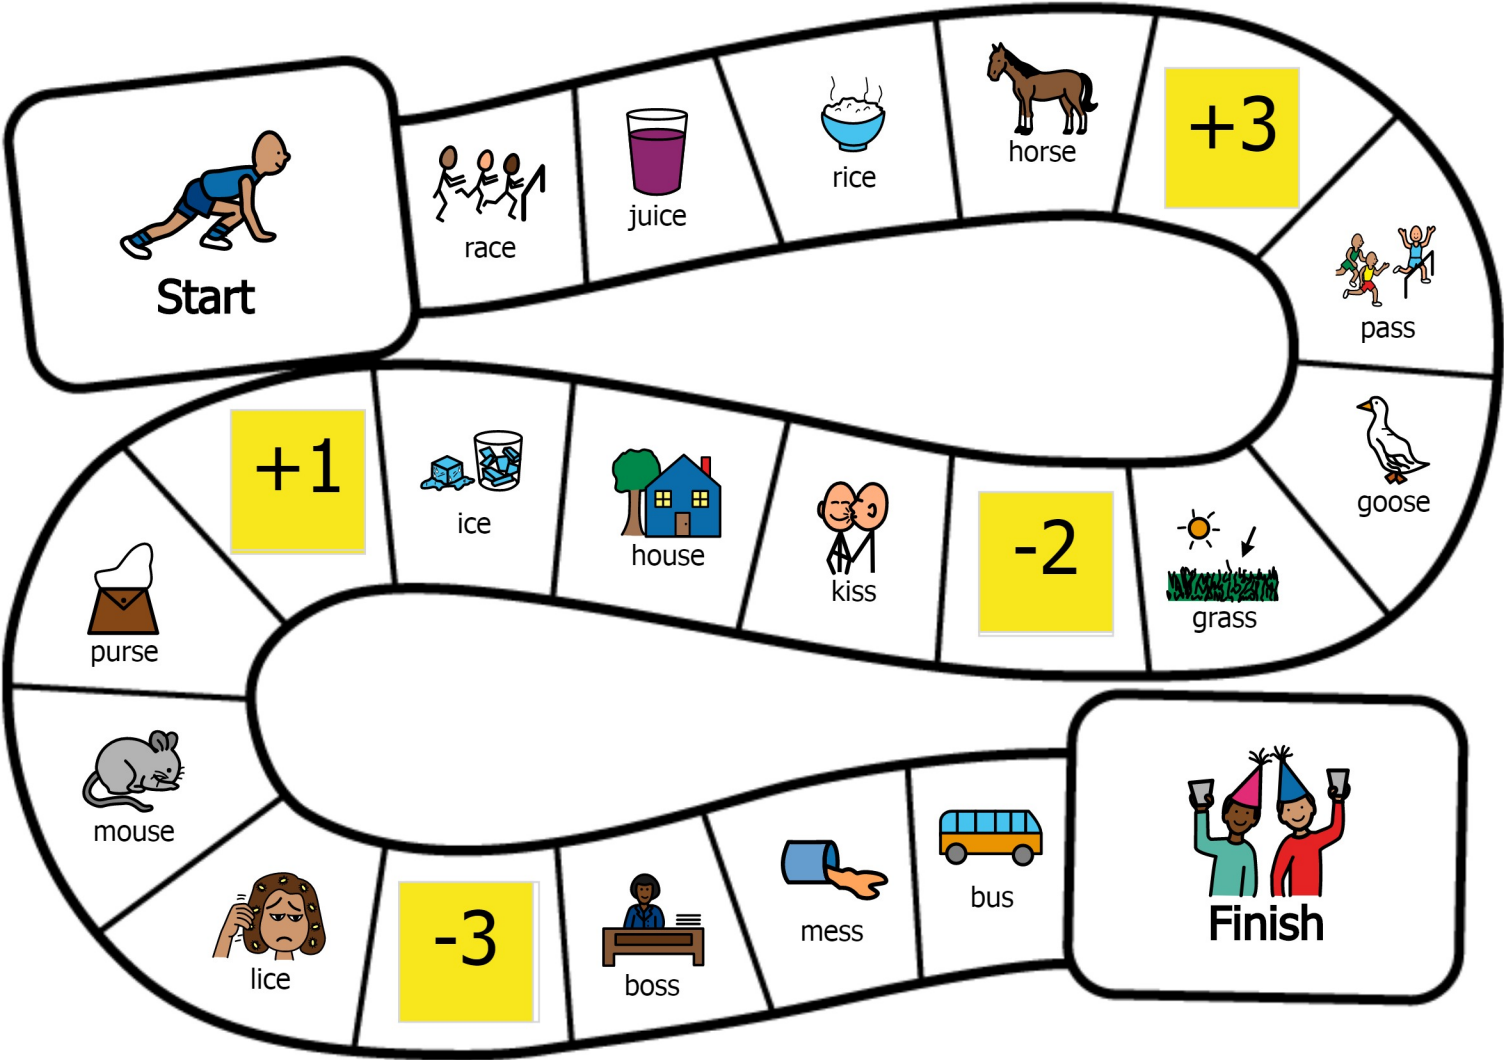 Start
race
juice
rice
horse
+3
pass
goose
grass
-2
kiss
house
ice
+1
purse
mouse
lice
-3
boss
mess
bus
Finish